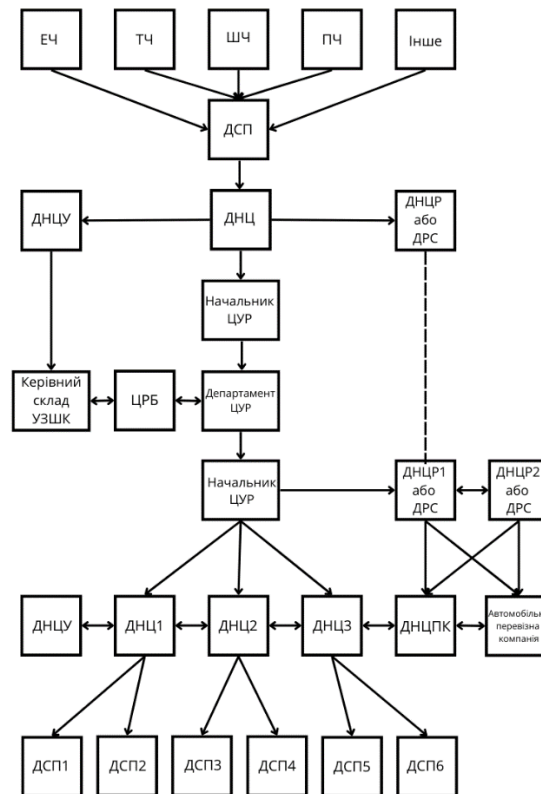 ЕЧ
ТЧ
ШЧ
ПЧ
Інше
ДСП
ДНЦУ
ДНЦ
ДНЦР
або
ДРС
Начальник
ЦУР
Керівний
склад
УЗШК
ЦРБ
Департамент
ЦУР
Начальник
ЦУР
ДНЦР1
або
ДРС
ДНЦР2
або
ДРС
ДНЦУ
ДНЦ1
ДНЦ2
ДНЦ3
ДНЦПК
перевізна
компанія
ДСП1
ДСП2
ДСП3
ДСП4
ДСП5
ДСП6